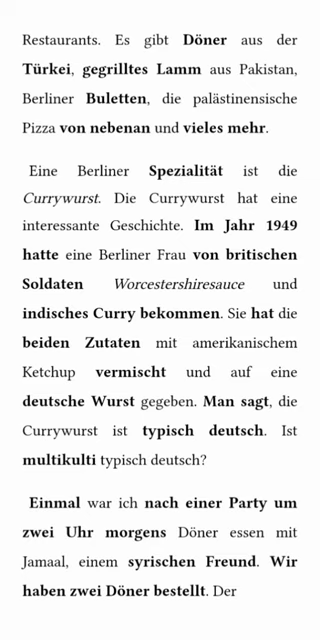 Restaurants. Es gibt Döner aus der
Türkei, gegrilltes Lamm aus Pakistan,
Berliner Buletten, die palästinensische
Pizza von nebenan und vieles mehr.
Eine Berliner Spezialität ist die
Currywurst. Die Currywurst hat eine
interessante Geschichte. Im Jahr 1949
hatte eine Berliner Frau von britischen
Soldaten Worcestershiresauce und
indisches Curry bekommen. Sie hat die
beiden Zutaten mit amerikanischem
Ketchup vermischt und auf eine
deutsche Wurst gegeben. Man sagt, die
Currywurst ist typisch deutsch. Ist
multikulti typisch deutsch?
Einmal war ich nach einer Party um
zwei Uhr morgens Döner essen mit
Jamaal, einem syrischen Freund. Wir
haben zwei Döner bestellt. Der